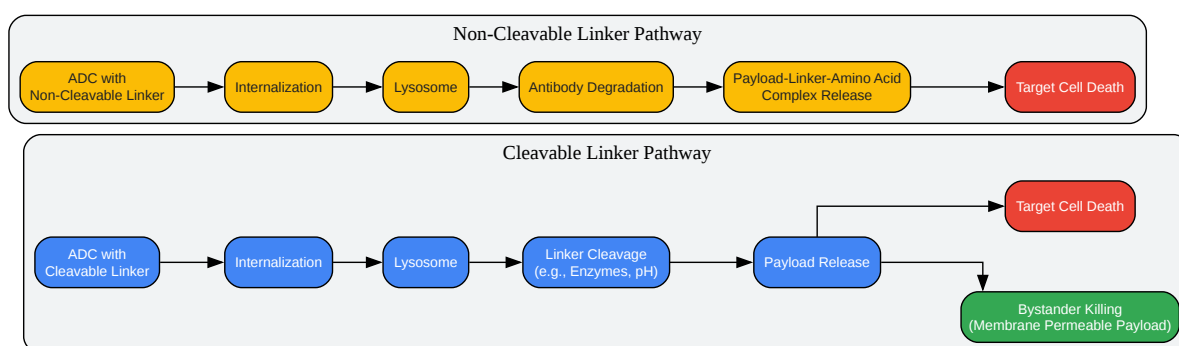 Non-Cleavable Linker Pathway
ADC with
Non-Cleavable Linker
Internalization
Lysosome
Antibody Degradation
Payload-Linker-Amino Acid
Complex Release
Target Cell Death
Cleavable Linker Pathway
Target Cell Death
ADC with
Cleavable Linker
Internalization
Lysosome
Linker Cleavage
(e.g., Enzymes, pH)
Payload Release
Bystander Killing
(Membrane Permeable Payload)